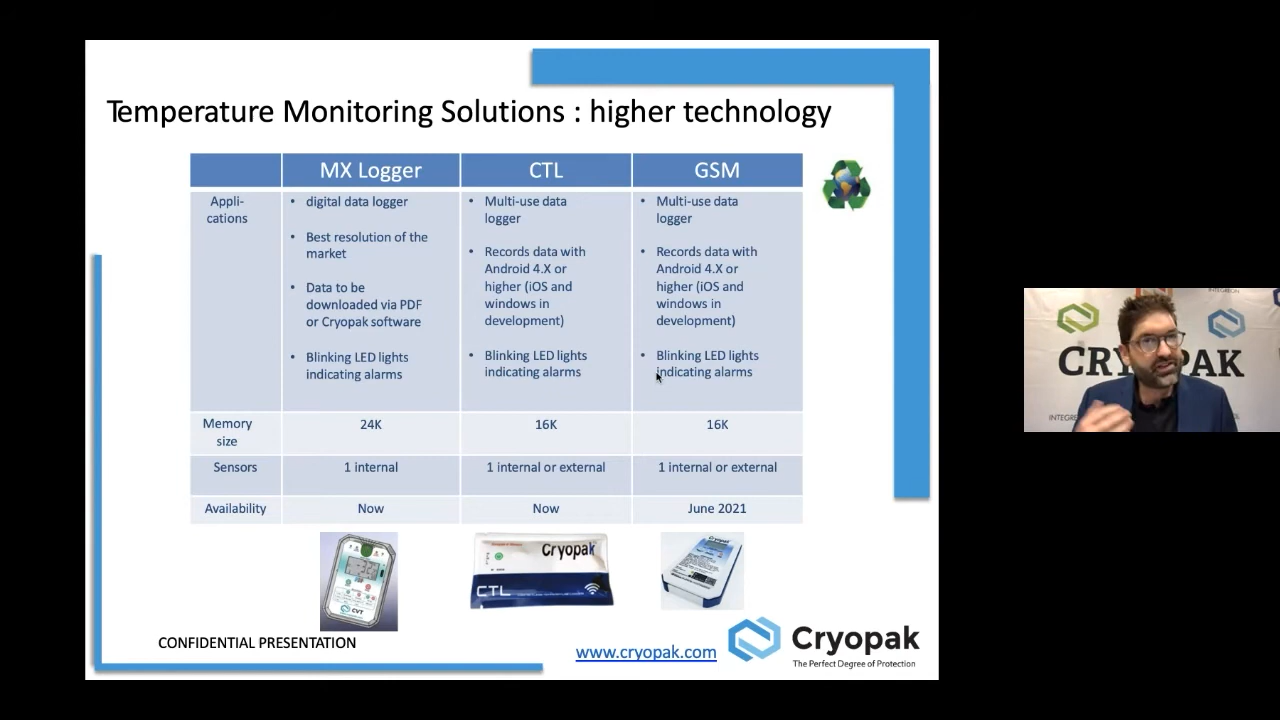 Temperature Monitoring Solutions : higher technology
MX Logger
CTL
GSM
Appli-
cations
• digital data logger
• Best resolution of the
market
• Data to be
downloaded via PDF
or Cryopak software
• Blinking LED lights
indicating alarms
• Multi-use data
logger
• Records data with
Android 4.X or
higher (iOS and
windows in
development)
• Blinking LED lights
indicating alarms
• Multi-use data
logger
• Records data with
Android 4.X or
higher (iOS and
windows in
development)
• Blinking LED lights
indicating alarms
Memory
size
24K
16K
16K
Sensors
1 internal
1 internal or external
1 internal or external
Availability
Now
Now
June 2021
CVT
Cryopak
CTL
Cryopak
CONFIDENTIAL PRESENTATION
www.cryopak.com
Cryopak
The Perfect Degree of Protection
CRY PAK